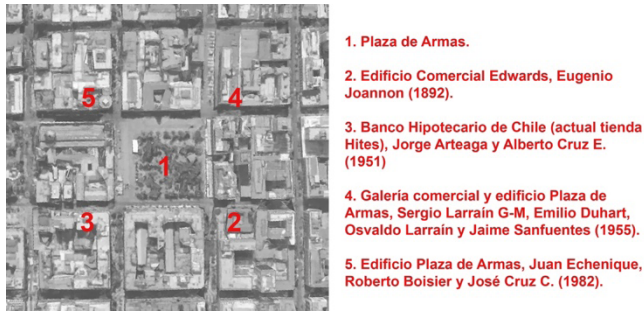 5
4
1
3
2
1. Plaza de Armas.
2. Edificio Comercial Edwards, Eugenio
Joannon (1892).
3. Banco Hipotecario de Chile (actual tienda
Hites), Jorge Arteaga y Alberto Cruz E.
(1951)
4. Galería comercial y edificio Plaza de
Armas, Sergio Larraín G-M, Emilio Duhart,
Osvaldo Larraín y Jaime Sanfuentes (1955).
5. Edificio Plaza de Armas, Juan Echenique,
Roberto Boisier y José Cruz C. (1982).